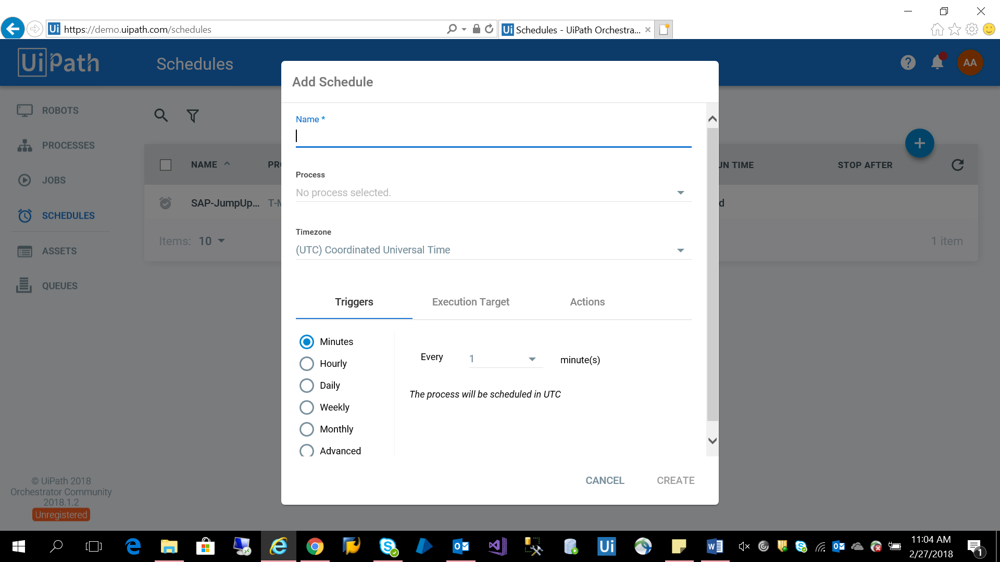 https://demo.uipath.com/schedules
Schedules - UiPath Orchestra...
UiPath
Schedules
AA
Add Schedule
ROBOTS
PROCESSES
JOBS
SCHEDULES
ASSETS
QUEUES
NAME
STOP AFTER
SAP-JumpUp...
Items: 10
1 item
Name *
Process
No process selected.
Timezone
(UTC) Coordinated Universal Time
Triggers
Execution Target
Actions
Minutes
Hourly
Daily
Weekly
Monthly
Advanced
Every 1 minute(s)
The process will be scheduled in UTC
CANCEL
CREATE
© UiPath 2018
Orchestrator Community
2018.1.2
Unregistered
11:04 AM
2/27/2018
1